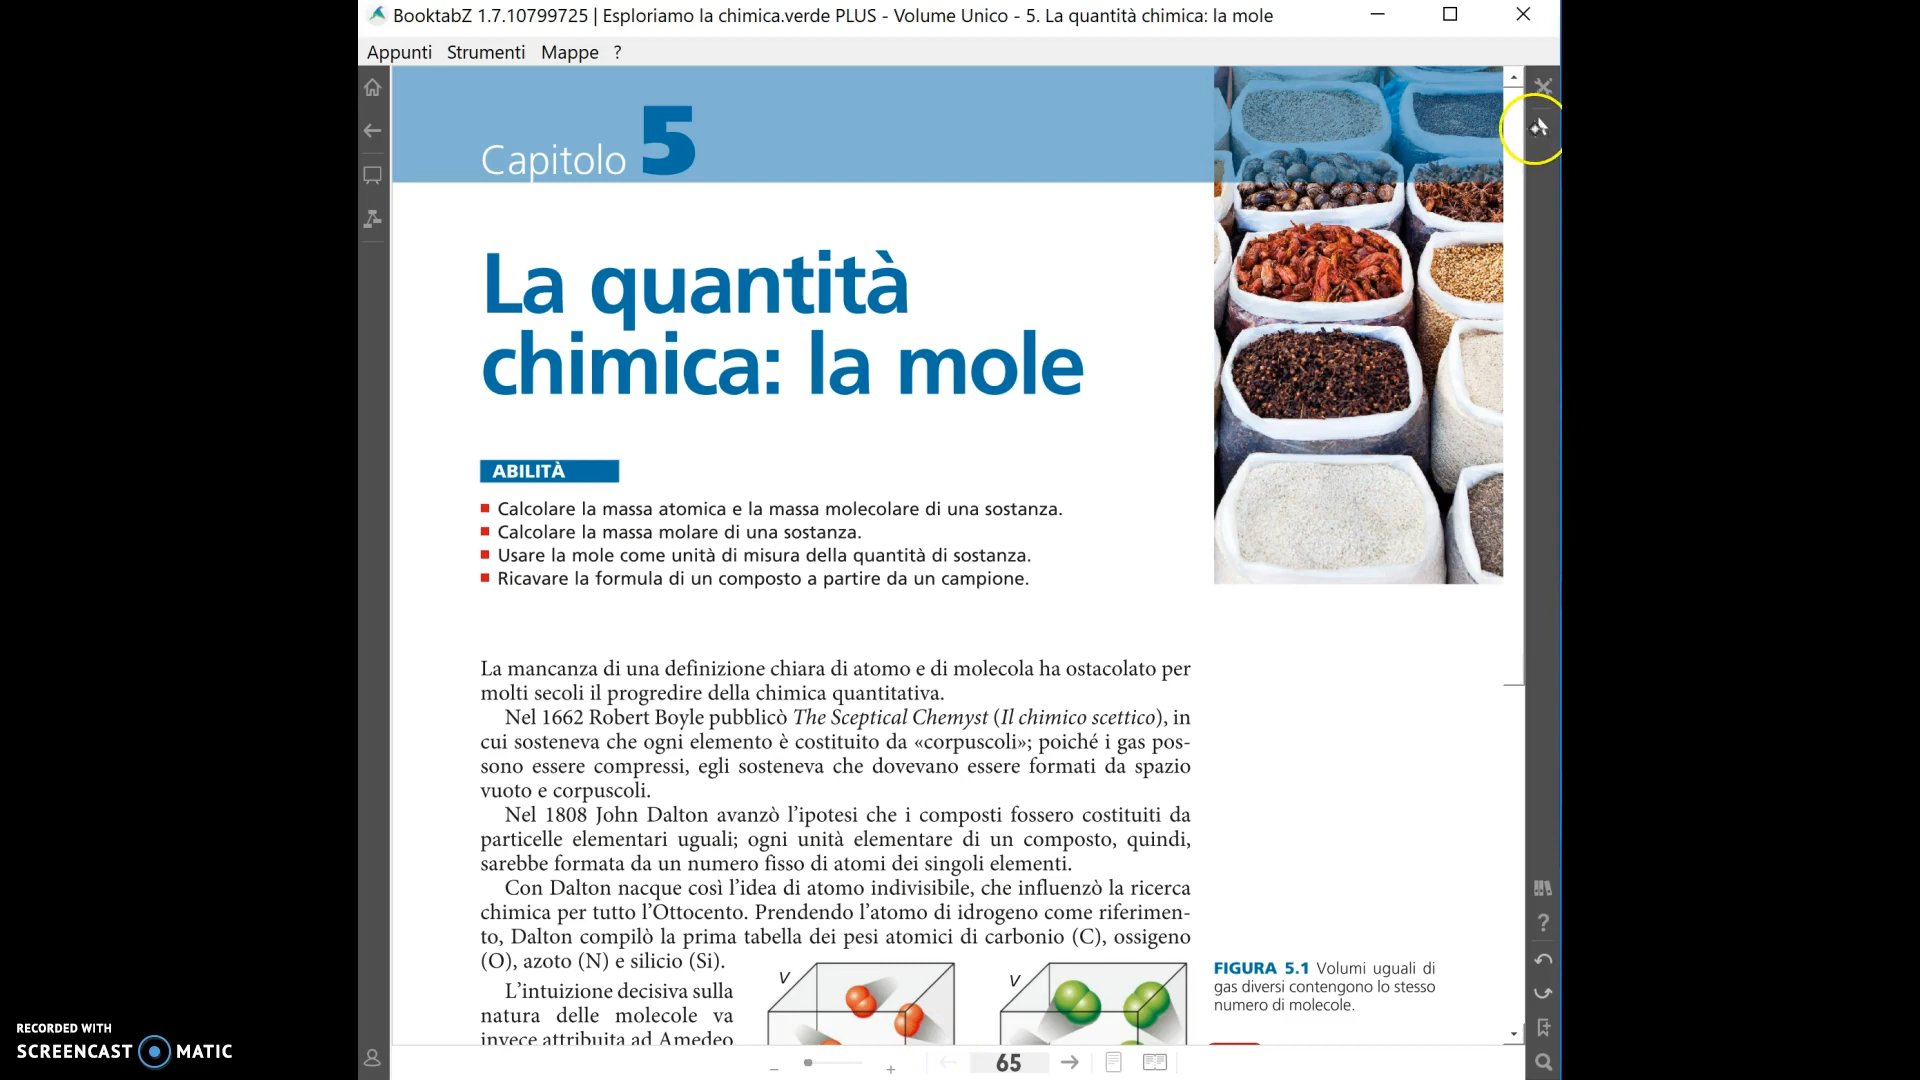 BooktabZ 1.7.10799725 | Esploriamo la chimica.verde PLUS - Volume Unico - 5. La quantità chimica: la mole
Appunti Strumenti Mappe ?
Capitolo 5
La quantità
chimica: la mole
ABILITÀ
Calcolare la massa atomica e la massa molecolare di una sostanza.
Calcolare la massa molare di una sostanza.
Usare la mole come unità di misura della quantità di sostanza.
Ricavare la formula di un composto a partire da un campione.
La mancanza di una definizione chiara di atomo e di molecola ha ostacolato per
molti secoli il progredire della chimica quantitativa.
Nel 1662 Robert Boyle pubblicò The Sceptical Chemyst (Il chimico scettico), in
cui sosteneva che ogni elemento è costituito da «corpuscoli»; poiché i gas pos-
sono essere compressi, egli sosteneva che dovevano essere formati da spazio
vuoto e corpuscoli.
Nel 1808 John Dalton avanzò l'ipotesi che i composti fossero costituiti da
particelle elementari uguali; ogni unità elementare di un composto, quindi,
sarebbe formata da un numero fisso di atomi dei singoli elementi.
Con Dalton nacque così l'idea di atomo indivisibile, che influenzò la ricerca
chimica per tutto l'Ottocento. Prendendo l'atomo di idrogeno come riferimen-
to, Dalton compilò la prima tabella dei pesi atomici di carbonio (C), ossigeno
(O), azoto (N) e silicio (Si).
L'intuizione decisiva sulla
natura delle molecole va
invece attribuita ad Amedeo
V
V
FIGURA 5.1 Volumi uguali di
gas diversi contengono lo stesso
numero di molecole.
65
RECORDED WITH
SCREENCAST MATIC